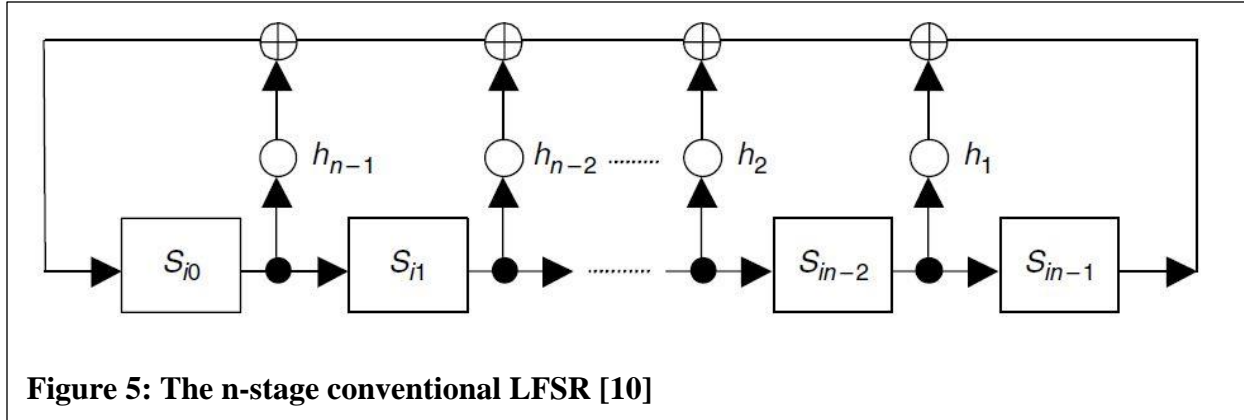 h_{n−1} h_{n−2} ········· h_2 h_1
S_{i0} S_{i1} ·········· S_{in−2} S_{in−1}
Figure 5: The n-stage conventional LFSR [10]